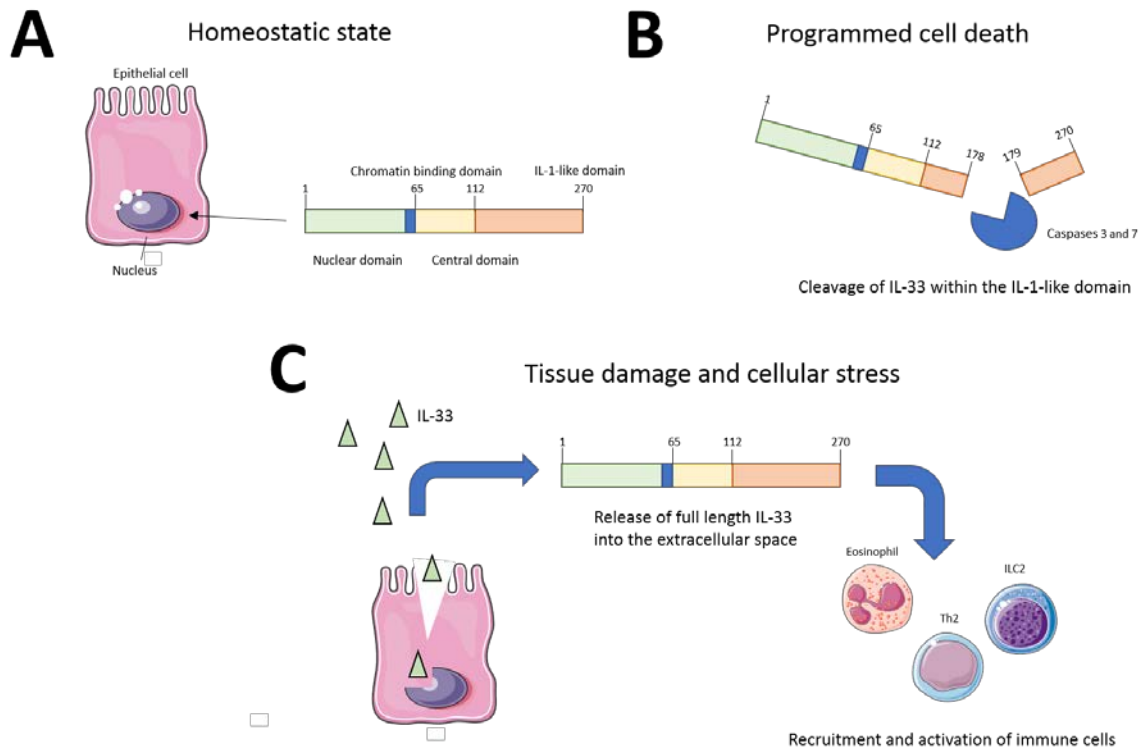 A
Homeostatic state
Epithelial cell
Nucleus
Chromatin binding domain
IL-1-like domain
1
65
112
270
Nuclear domain
Central domain
B
Programmed cell death
1
65
112
178
179
270
Caspases 3 and 7
Cleavage of IL-33 within the IL-1-like domain
C
Tissue damage and cellular stress
IL-33
1
65
112
270
Release of full length IL-33
into the extracellular space
Eosinophil
ILC2
Th2
Recruitment and activation of immune cells